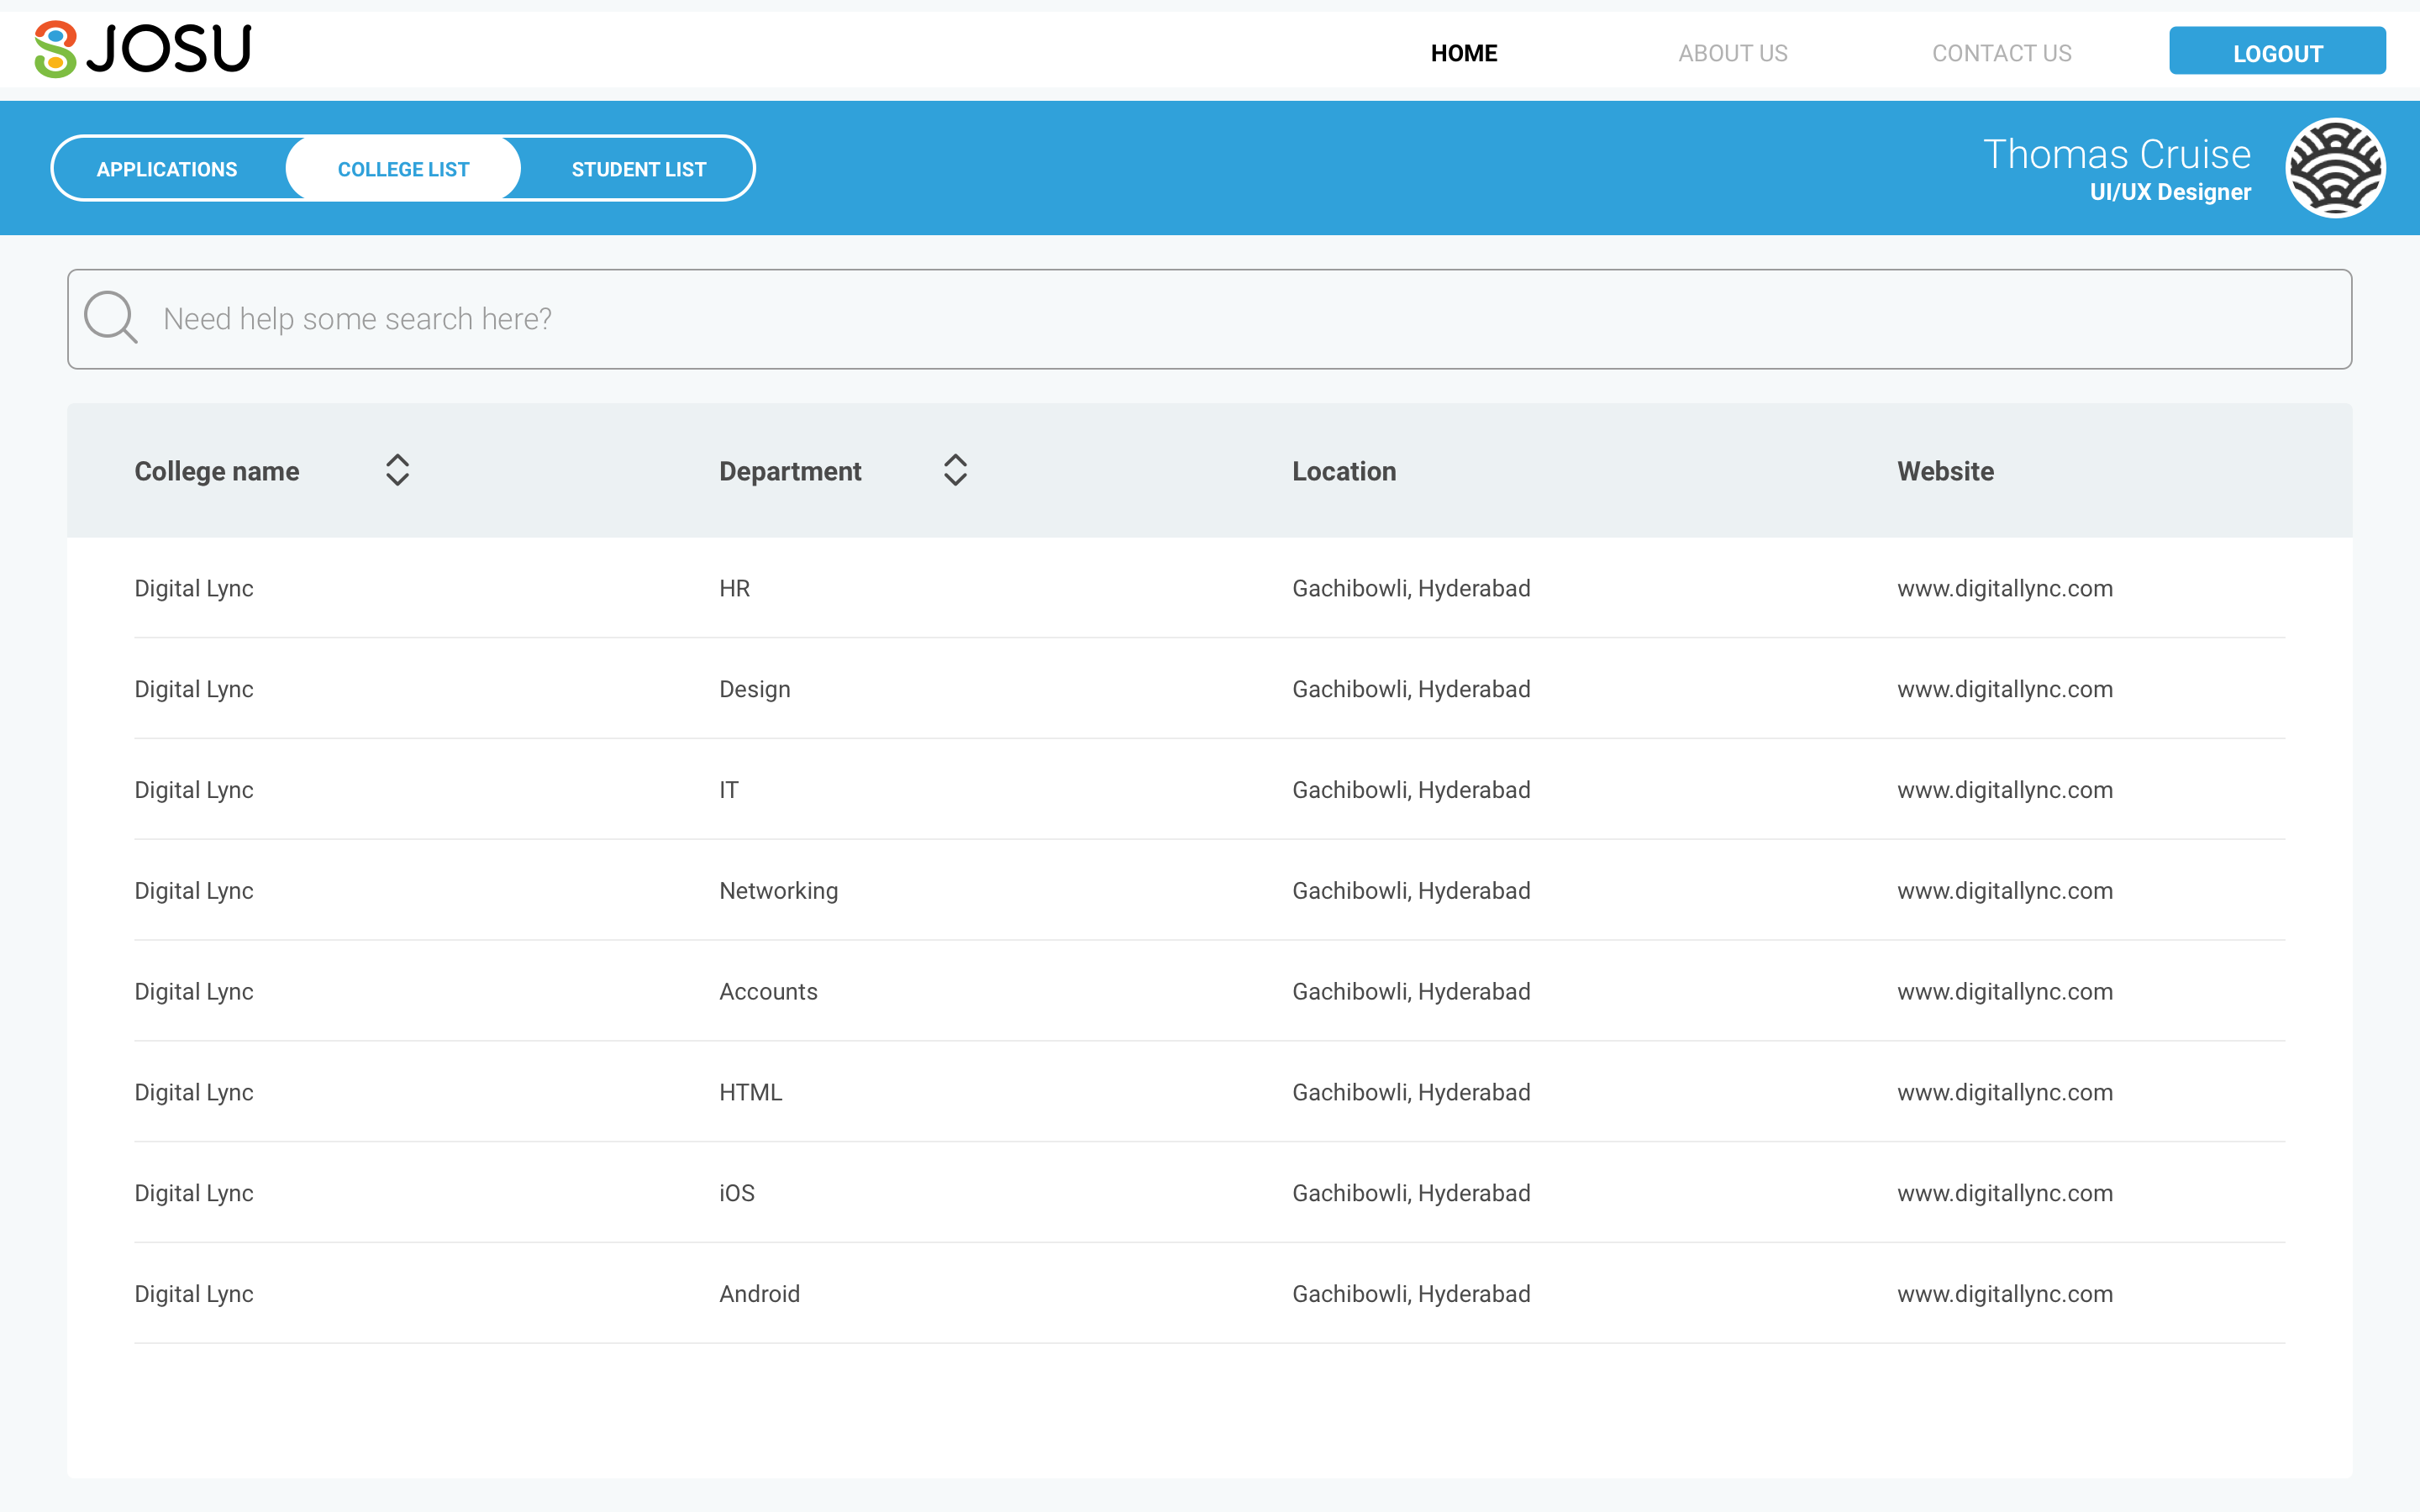 JOSU
HOME ABOUT US CONTACT US LOGOUT
APPLICATIONS COLLEGE LIST STUDENT LIST
Thomas Cruise
UI/UX Designer
Need help some search here?
College name Department Location Website
Digital Lync HR Gachibowli, Hyderabad www.digitallync.com
Digital Lync Design Gachibowli, Hyderabad www.digitallync.com
Digital Lync IT Gachibowli, Hyderabad www.digitallync.com
Digital Lync Networking Gachibowli, Hyderabad www.digitallync.com
Digital Lync Accounts Gachibowli, Hyderabad www.digitallync.com
Digital Lync HTML Gachibowli, Hyderabad www.digitallync.com
Digital Lync iOS Gachibowli, Hyderabad www.digitallync.com
Digital Lync Android Gachibowli, Hyderabad www.digitallync.com